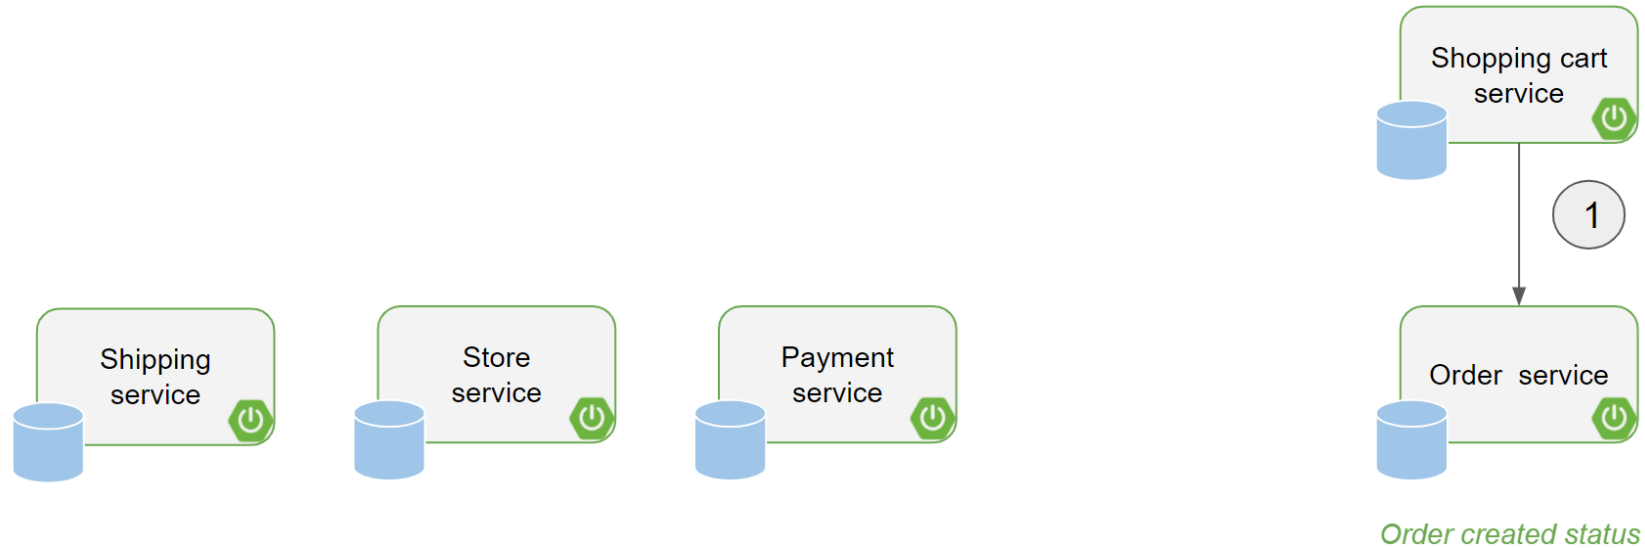 Shopping cart
service
1
Shipping
service
Store
service
Payment
service
Order service
Order created status